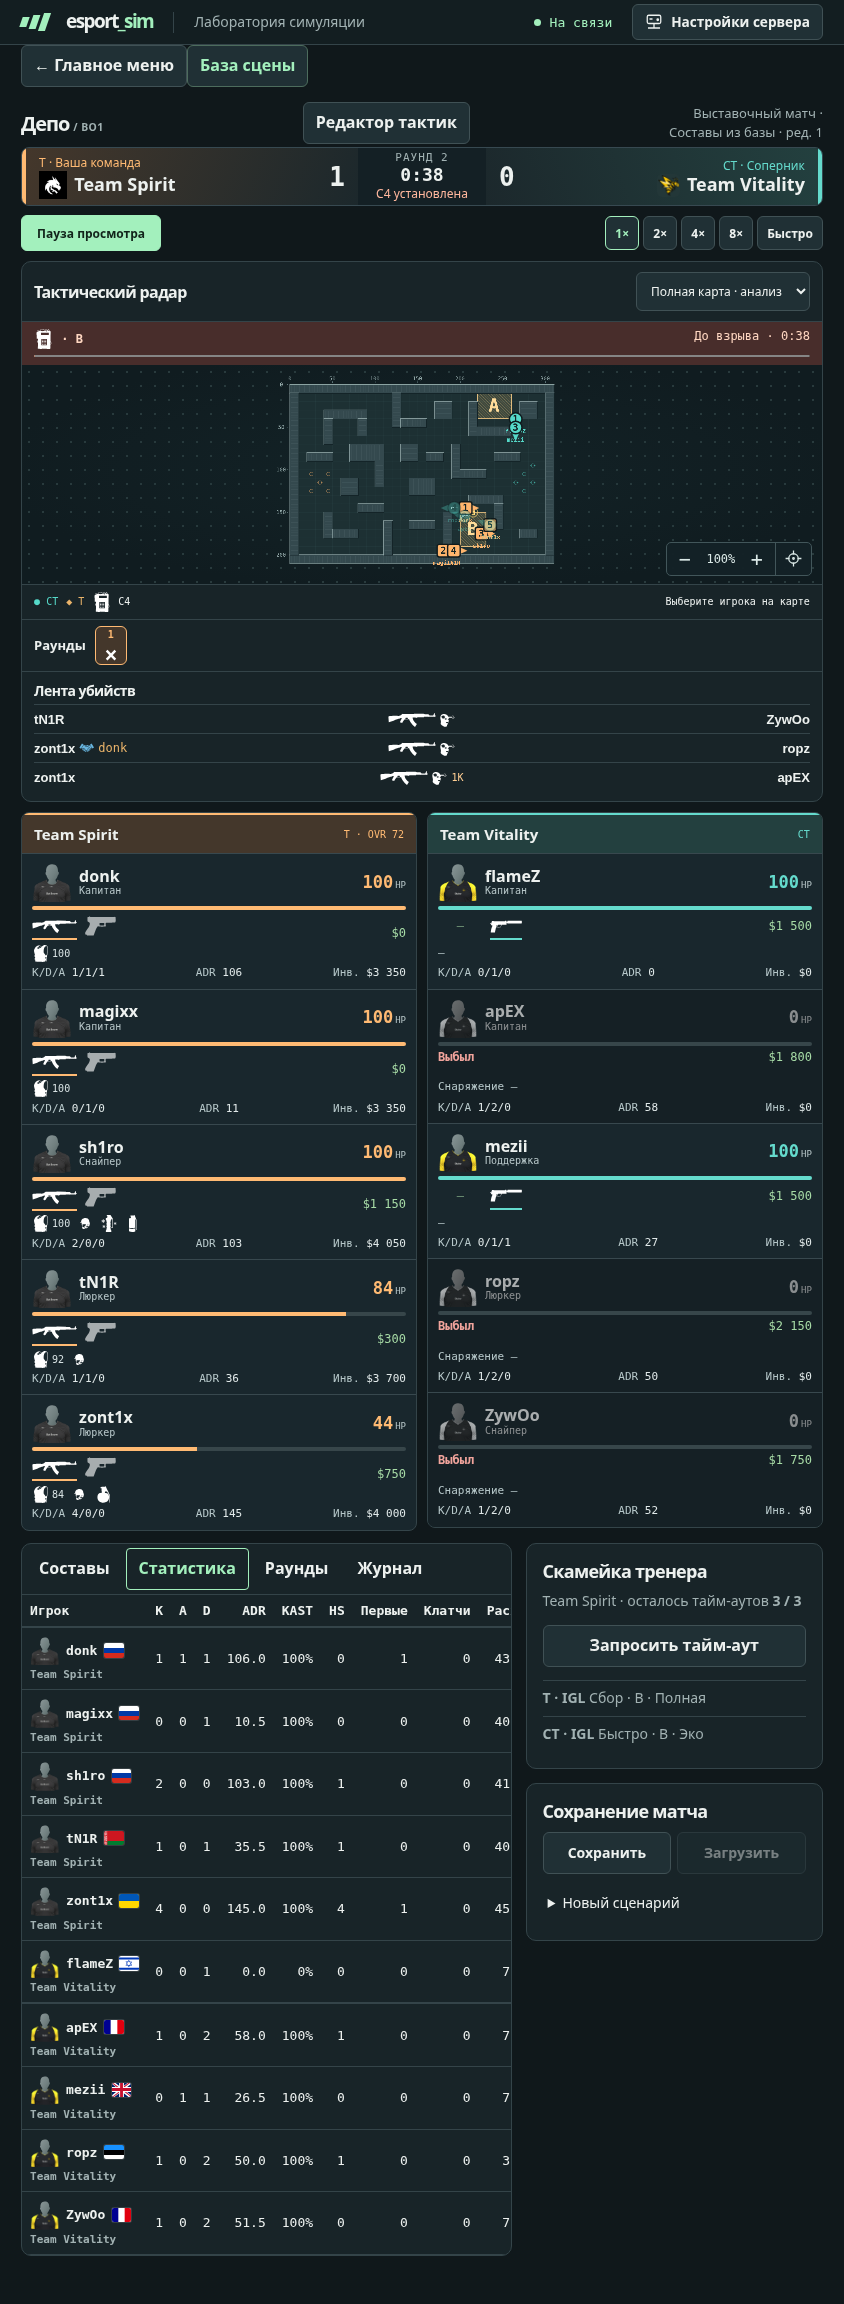 esport_sim
Лаборатория симуляции
На связи
Настройки сервера
← Главное меню
База сцены
Депо / BO1
Редактор тактик
Выставочный матч ·
Составы из базы · ред. 1
T · Ваша команда
Team Spirit
1
РАУНД 2
0:38
C4 установлена
0
CT · Соперник
Team Vitality
Пауза просмотра
1× 2× 4× 8× Быстро
Тактический радар
Полная карта · анализ
· B
До взрыва · 0:38
0 50 100 150 200 250 300
0
50
100
150
200
A
1
3
mezii
1
B
5
3
2 4
− 100% +
CT T C4
Выберите игрока на карте
Раунды
1
×
Лента убийств
tN1R ZywOo
zont1x donk ropz
zont1x 1K apEX
Team Spirit
T · OVR 72
donk
Капитан
100 HP
$0
100
K/D/A 1/1/1 ADR 106 Инв. $3 350
magixx
Капитан
100 HP
$0
100
K/D/A 0/1/0 ADR 11 Инв. $3 350
sh1ro
Снайпер
100 HP
$1 150
100
K/D/A 2/0/0 ADR 103 Инв. $4 050
tN1R
Люркер
84 HP
$300
92
K/D/A 1/1/0 ADR 36 Инв. $3 700
zont1x
Люркер
44 HP
$750
84
K/D/A 4/0/0 ADR 145 Инв. $4 000
Team Vitality
CT
flameZ
Капитан
100 HP
— $1 500
—
K/D/A 0/1/0 ADR 0 Инв. $0
apEX
Капитан
0 HP
Выбыл $1 800
Снаряжение —
K/D/A 1/2/0 ADR 58 Инв. $0
mezii
Поддержка
100 HP
— $1 500
—
K/D/A 0/1/1 ADR 27 Инв. $0
ropz
Люркер
0 HP
Выбыл $2 150
Снаряжение —
K/D/A 1/2/0 ADR 50 Инв. $0
ZywOo
Снайпер
0 HP
Выбыл $1 750
Снаряжение —
K/D/A 1/2/0 ADR 52 Инв. $0
Составы Статистика Раунды Журнал
Игрок K A D ADR KAST HS Первые Клатчи Рас
donk 1 1 1 106.0 100% 0 1 0 43
Team Spirit
magixx 0 0 1 10.5 100% 0 0 0 40
Team Spirit
sh1ro 2 0 0 103.0 100% 1 0 0 41
Team Spirit
tN1R 1 0 1 35.5 100% 1 0 0 40
Team Spirit
zont1x 4 0 0 145.0 100% 4 1 0 45
Team Spirit
flameZ 0 0 1 0.0 0% 0 0 0 7
Team Vitality
apEX 1 0 2 58.0 100% 1 0 0 7
Team Vitality
mezii 0 1 1 26.5 100% 0 0 0 7
Team Vitality
ropz 1 0 2 50.0 100% 1 0 0 3
Team Vitality
ZywOo 1 0 2 51.5 100% 0 0 0 7
Team Vitality
Скамейка тренера
Team Spirit · осталось тайм-аутов 3 / 3
Запросить тайм-аут
T · IGL Сбор · B · Полная
CT · IGL Быстро · B · Эко
Сохранение матча
Сохранить Загрузить
▶ Новый сценарий